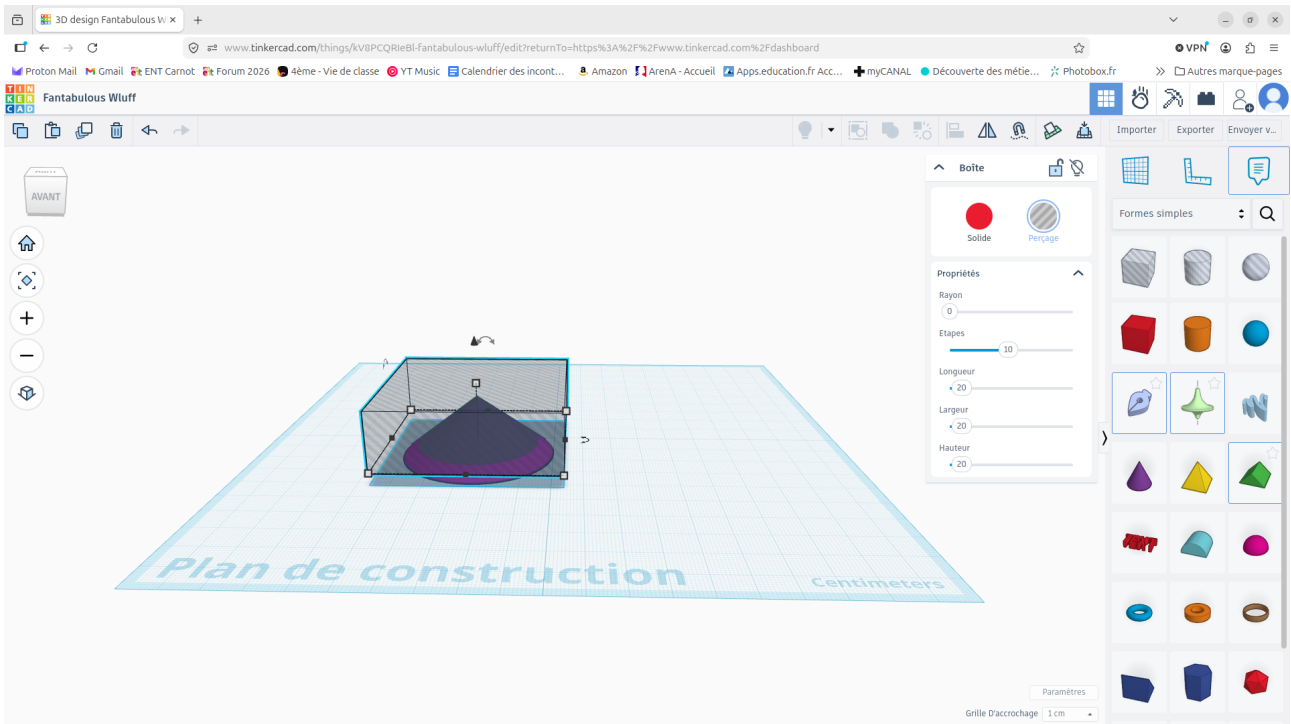 3D design Fantabulous W
www.tinkercad.com/things/kV8PCQRIeBl-fantabulous-wluff/edit?returnTo=https%3A%2F%2Fwww.tinkercad.com%2Fdashboard
VPN
Proton Mail
Gmail
ENT Carnot
Forum 2026
4ème - Vie de classe
YT Music
Calendrier des incont...
Amazon
ArenA - Accueil
Apps.education.fr Acc...
myCANAL
Découverte des métie...
Photobox.fr
Autres marque-pages
TIN
KER
CAD
Fantabulous Wluff
Importer
Exporter
Envoyer v...
AVANT
Boîte
Solide
Perçage
Propriétés
Rayon
0
Etapes
10
Longueur
20
Largeur
20
Hauteur
20
Formes simples
TEXT
Plan de construction
Centimeters
Paramètres
Grille D'accrochage
1 cm